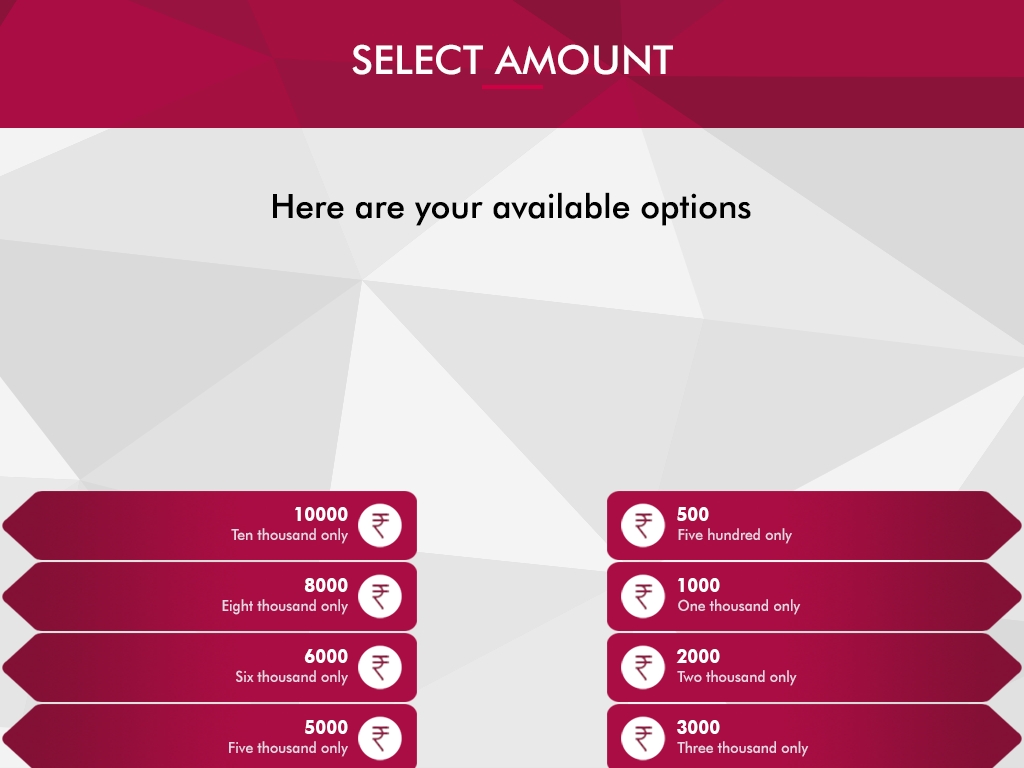 SELECT AMOUNT
Here are your available options
10000
Ten thousand only
₹
8000
Eight thousand only
₹
6000
Six thousand only
₹
5000
Five thousand only
₹
₹
500
Five hundred only
₹
1000
One thousand only
₹
2000
Two thousand only
₹
3000
Three thousand only